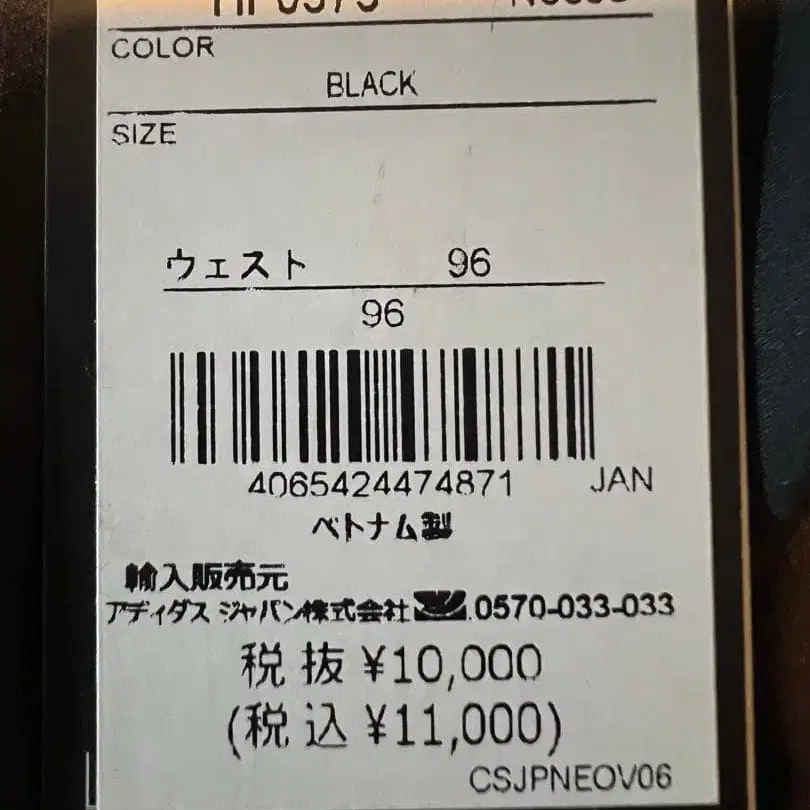 COLOR
BLACK
SIZE
ウェスト 96
96
4065424474871 JAN
ベトナム製
輸入販売元
アディダス ジャパン株式会社 0570-033-033
税抜 ¥10,000
(税込 ¥11,000)
CSJPNEOV06